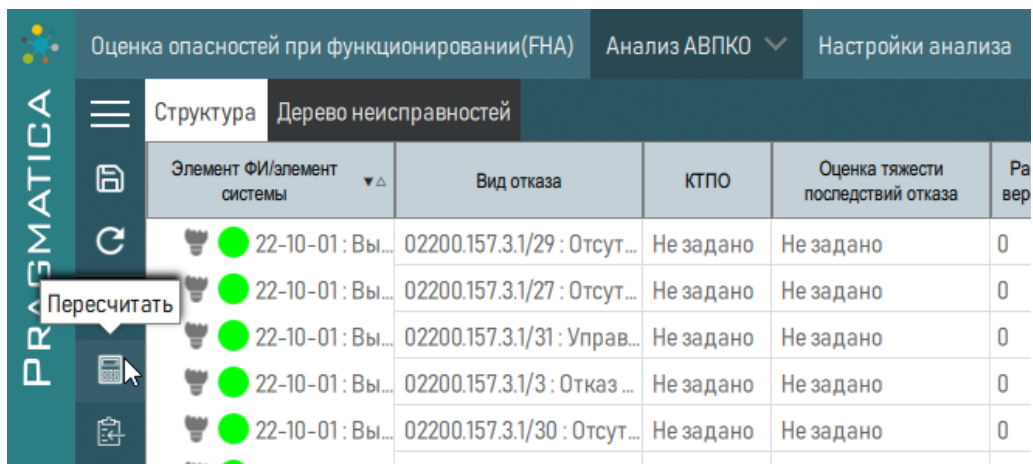 Оценка опасностей при функционировании(FHA) Анализ АВПКО Настройки анализа
PRAGMATICA
Структура Дерево неисправностей
Элемент ФИ/элемент системы Вид отказа КТПО Оценка тяжести последствий отказа
22-10-01 : Вы... 02200.157.3.1/29 : Отсут... Не задано Не задано 0
22-10-01 : Вы... 02200.157.3.1/27 : Отсут... Не задано Не задано 0
Пересчитать
22-10-01 : Вы... 02200.157.3.1/31 : Управ... Не задано Не задано 0
22-10-01 : Вы... 02200.157.3.1/3 : Отказ ... Не задано Не задано 0
22-10-01 : Вы... 02200.157.3.1/30 : Отсут... Не задано Не задано 0